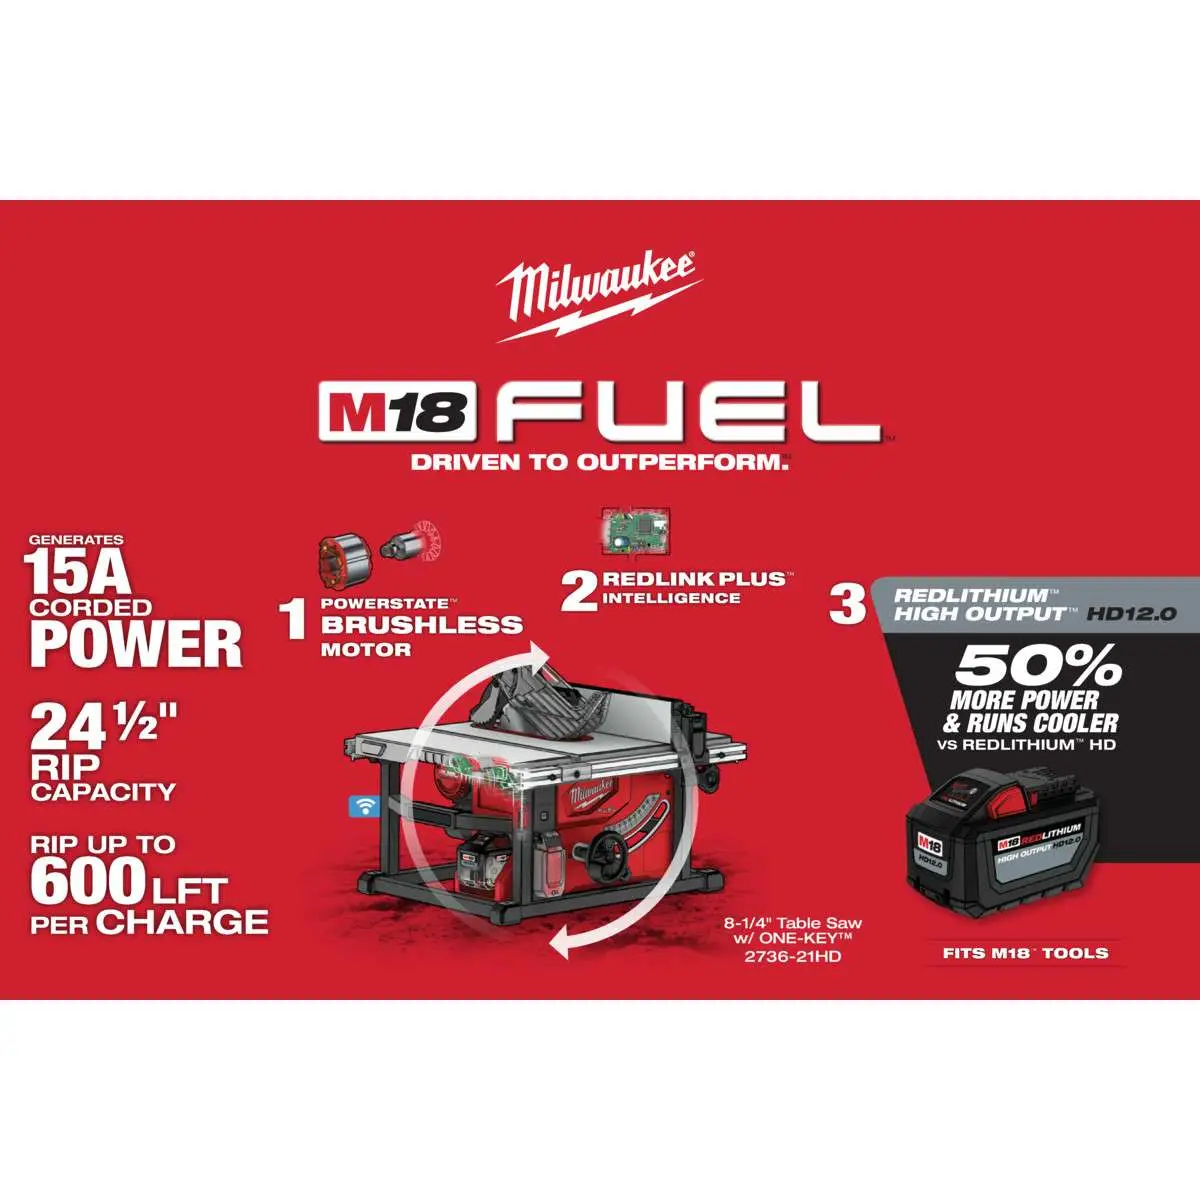 Milwaukee®
M18 FUEL™
DRIVEN TO OUTPERFORM.™
GENERATES
15A
CORDED
POWER
24 ½"
RIP
CAPACITY
RIP UP TO
600 LFT
PER CHARGE
1 POWERSTATE™
BRUSHLESS
MOTOR
2 REDLINK PLUS™
INTELLIGENCE
3 REDLITHIUM™
HIGH OUTPUT™ HD12.0
50%
MORE POWER
& RUNS COOLER
VS REDLITHIUM™ HD
Milwaukee
8-1/4" Table Saw
w/ ONE-KEY™
2736-21HD
M18
HD12.0
M18 REDLITHIUM
HIGH OUTPUT HD12.0
FITS M18™ TOOLS